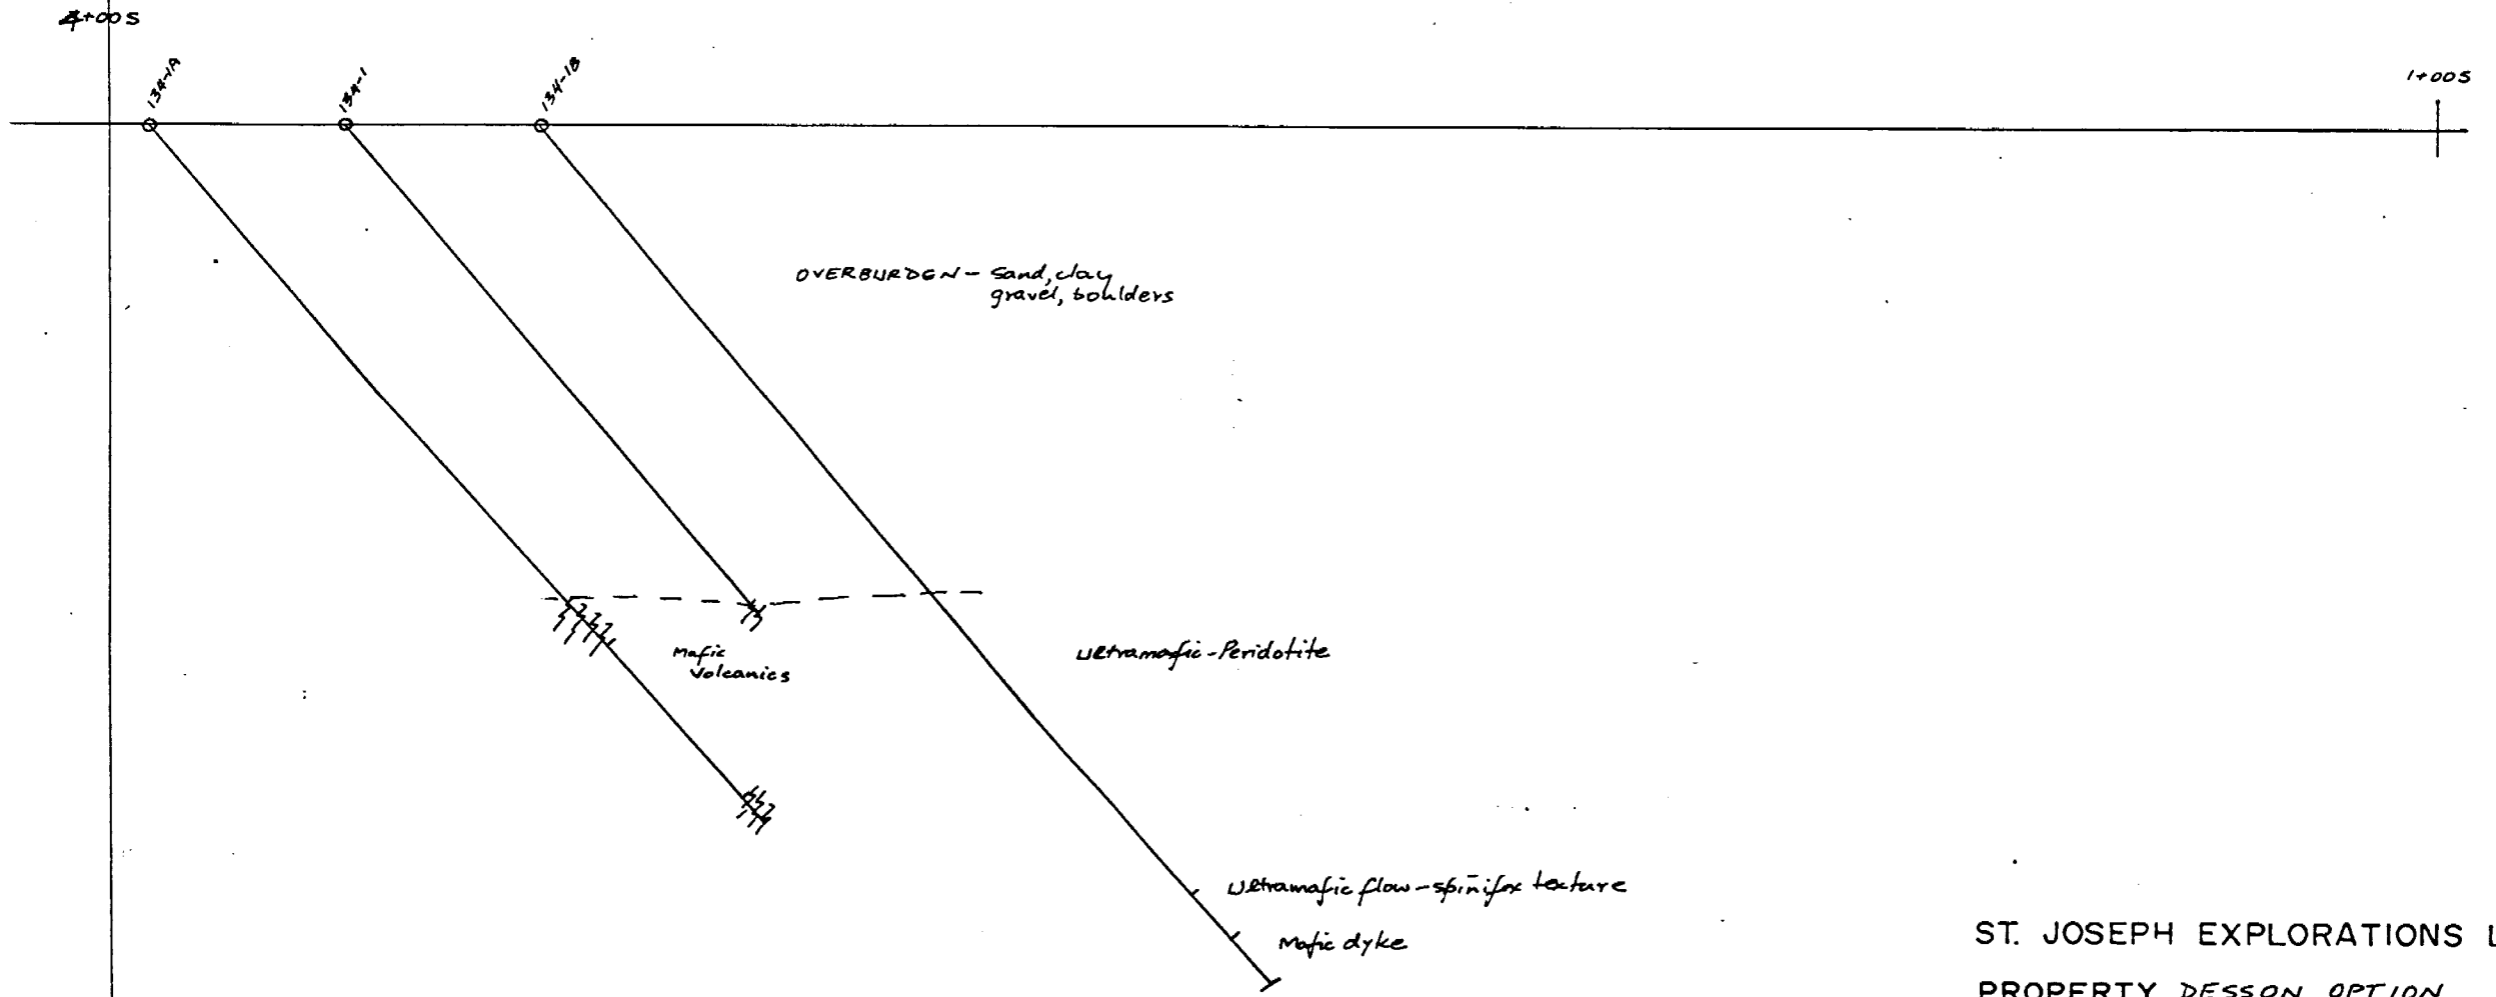 4+00S
134-1A
134-1
134-1B
1+00S
OVERBURDEN - Sand, clay
gravel, boulders
Mafic
Volcanics
Ultramafic - Peridotite
Ultramafic flow - spinifex texture
Mafic dyke
ST. JOSEPH EXPLORATIONS L
PROPERTY DESSON OPTION